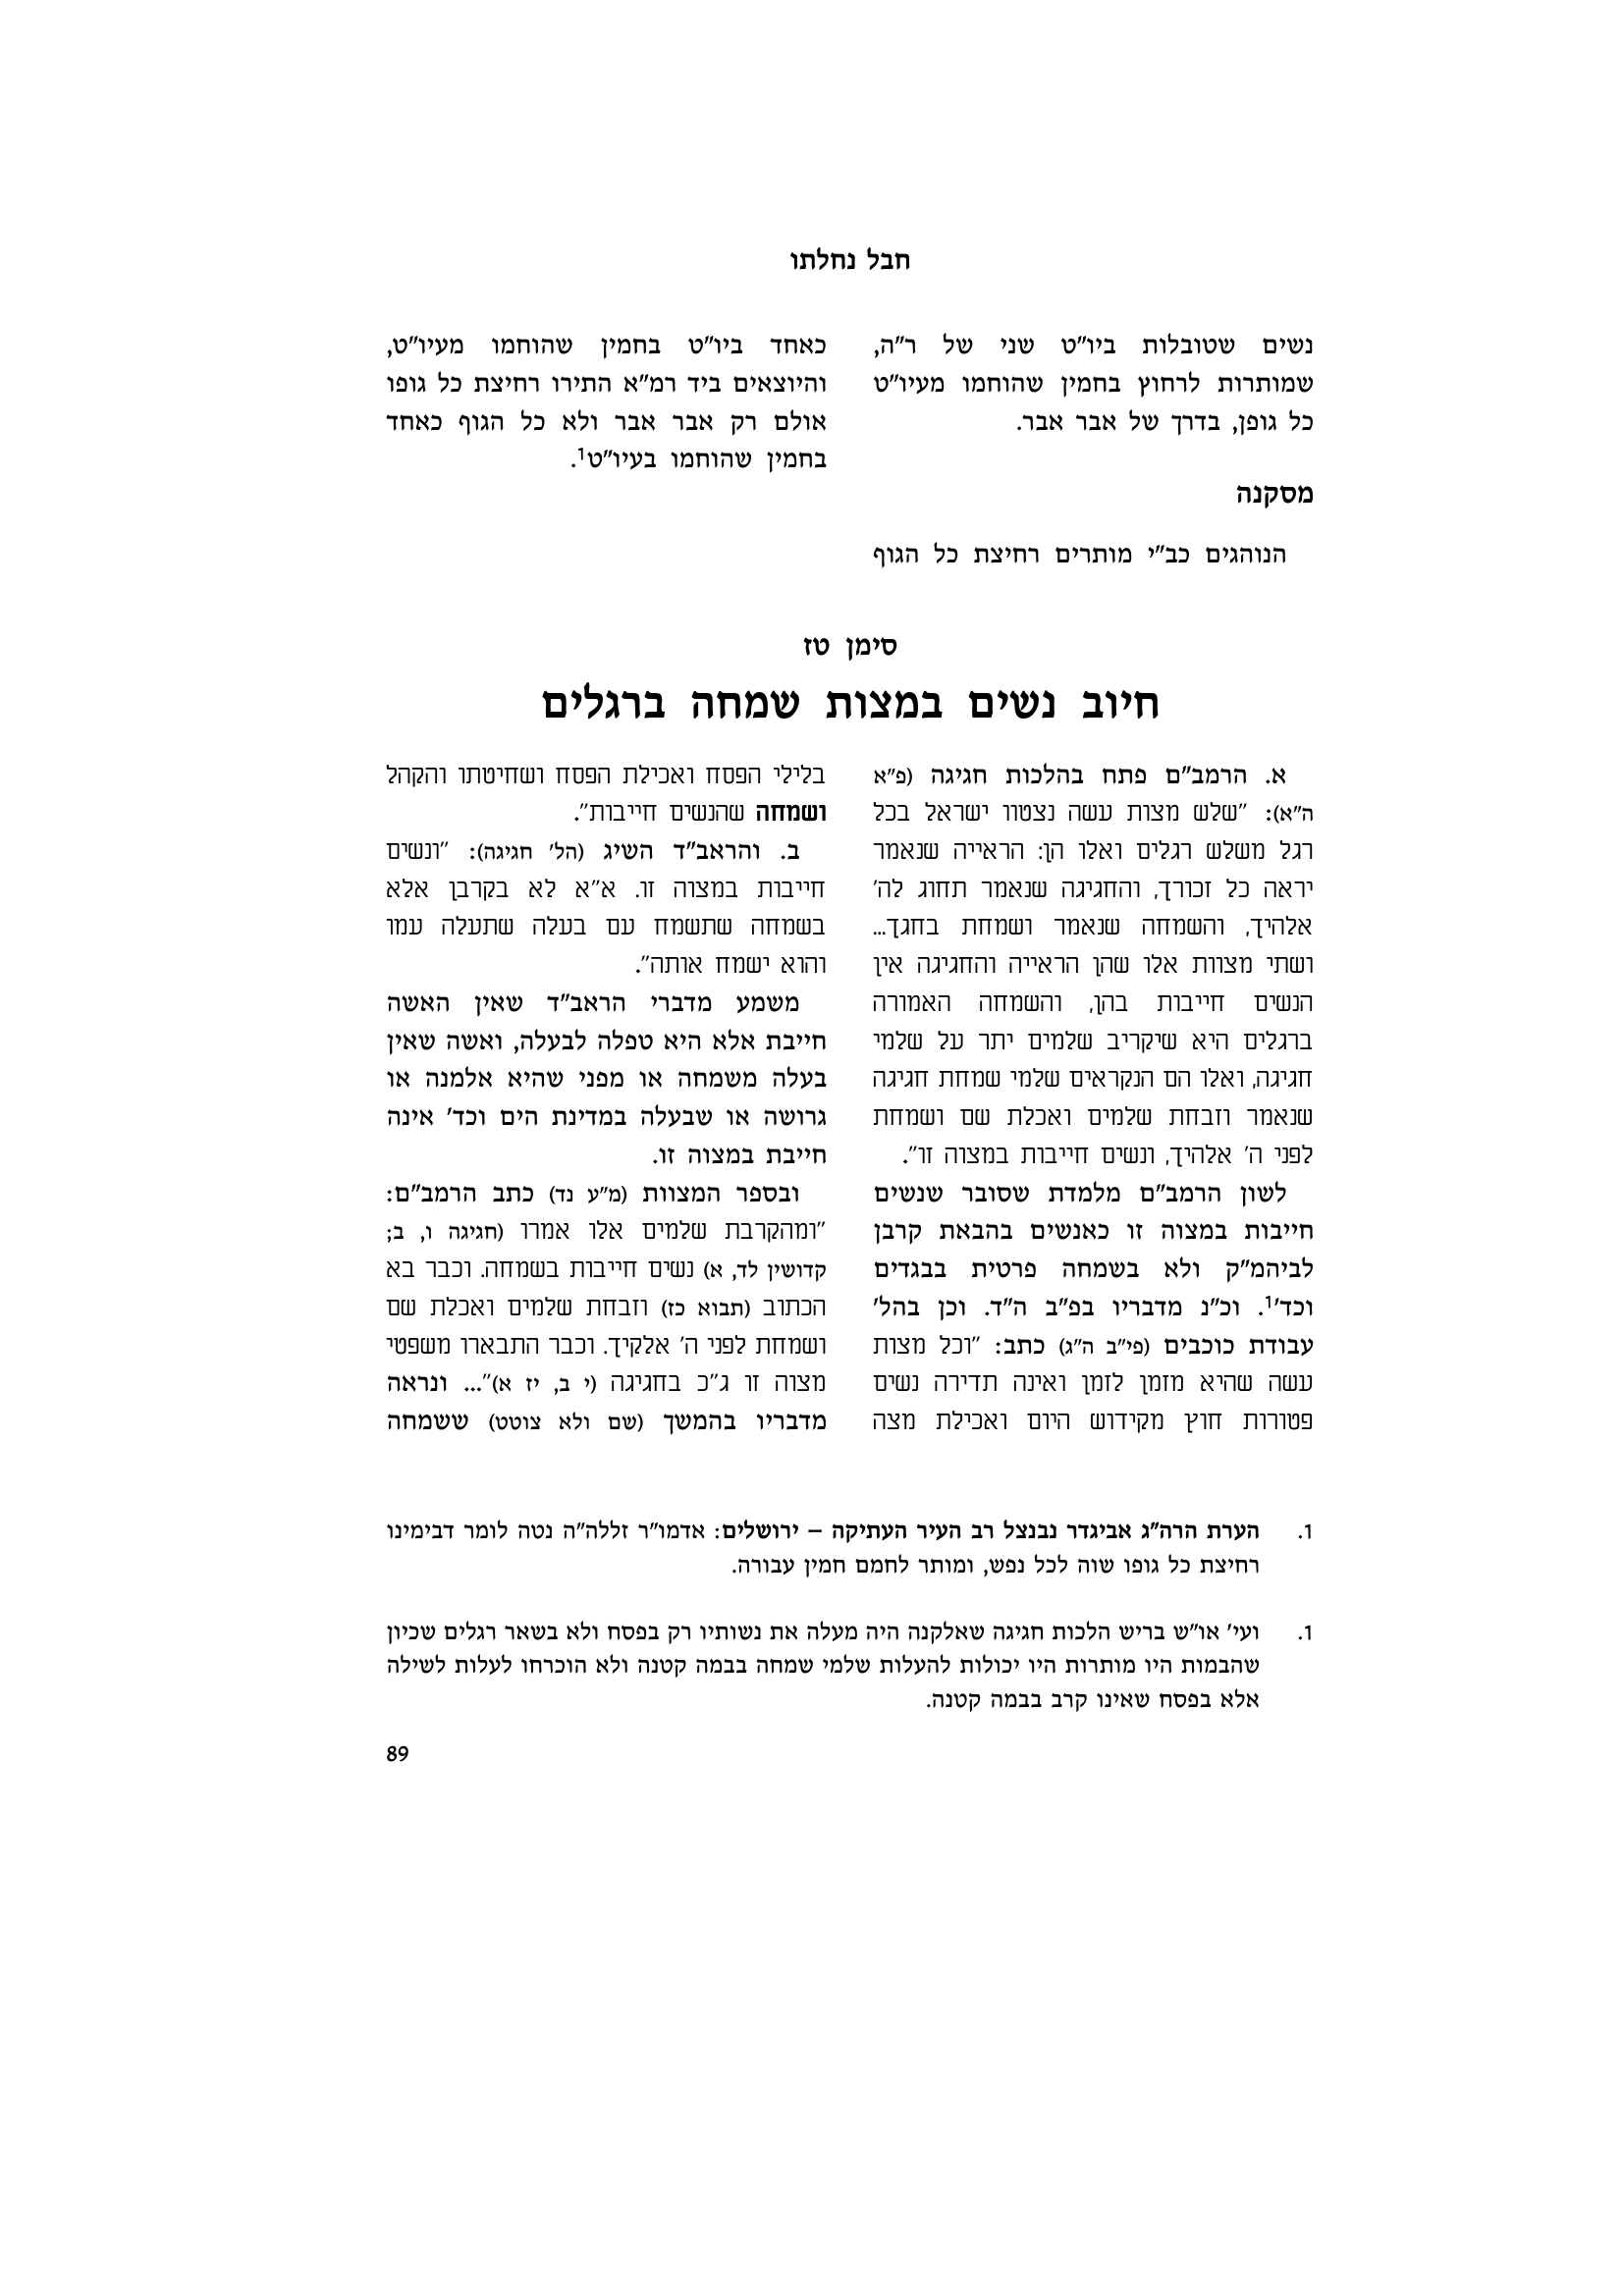 חבל נחלתו
נשים שטובלות ביו"ט שני של ר"ה,
שמותרות לרחוץ בחמין שהוחמו מעיו"ט
כל גופן, בדרך של אבר אבר.
מסקנה
הנוהגים כב"י מותרים רחיצת כל הגוף
כאחד ביו"ט בחמין שהוחמו מעיו"ט,
והיוצאים ביד רמ"א התירו רחיצת כל גופו
אולם רק אבר אבר ולא כל הגוף כאחד
בחמין שהוחמו בעיו"ט1.
סימן טז
חיוב נשים במצות שמחה ברגלים
א. הרמב"ם פתח בהלכות חגיגה (פ"א
ה"א): "שלש מצות עשה נצטוו ישראל בכל
רגל משלש רגלים ואלו הן: הראייה שנאמר
יראה כל זכורך, והחגיגה שנאמר תחוג לה'
אלהיך, והשמחה שנאמר ושמחת בחגך...
ושתי מצוות אלו שהן הראייה והחגיגה אין
הנשים חייבות בהן, והשמחה האמורה
ברגלים היא שיקריב שלמים יתר על שלמי
חגיגה, ואלו הם הנקראים שלמי שמחת חגיגה
שנאמר וזבחת שלמים ואכלת שם ושמחת
לפני ה' אלהיך, ונשים חייבות במצוה זו".
לשון הרמב"ם מלמדת שסובר שנשים
חייבות במצוה זו כאנשים בהבאת קרבן
לביהמ"ק ולא בשמחה פרטית בבגדים
וכד'1. וכ"נ מדבריו בפ"ב ה"ד. וכן בהל'
עבודת כוכבים (פי"ב ה"ג) כתב: "וכל מצות
עשה שהיא מזמן לזמן ואינה תדירה נשים
פטורות חוץ מקידוש היום ואכילת מצה
בלילי הפסח ואכילת הפסח ושחיטתו והקהל
ושמחה שהנשים חייבות".
ב. והראב"ד השיג (הל' חגיגה): "ונשים
חייבות במצוה זו. א"א לא בקרבן אלא
בשמחה שתשמח עם בעלה שתעלה עמו
והוא ישמח אותה".
משמע מדברי הראב"ד שאין האשה
חייבת אלא היא טפלה לבעלה, ואשה שאין
בעלה משמחה או מפני שהיא אלמנה או
גרושה או שבעלה במדינת הים וכד' אינה
חייבת במצוה זו.
ובספר המצוות (מ"ע נד) כתב הרמב"ם:
"ומהקרבת שלמים אלו אמרו (חגיגה ו, ב;
קדושין לד, א) נשים חייבות בשמחה. וכבר בא
הכתוב (תבוא כז) וזבחת שלמים ואכלת שם
ושמחת לפני ה' אלקיך. וכבר התבארו משפטי
מצוה זו ג"כ בחגיגה (י ב, יז א)"... ונראה
מדבריו בהמשך (שם ולא צוטט) ששמחה
1. הערת הרה"ג אביגדר נבנצל רב העיר העתיקה – ירושלים: אדמו"ר זללה"ה נטה לומר דבימינו
רחיצת כל גופו שוה לכל נפש, ומותר לחמם חמין עבורה.
1. ועי' או"ש בריש הלכות חגיגה שאלקנה היה מעלה את נשותיו רק בפסח ולא בשאר רגלים שכיון
שהבמות היו מותרות היו יכולות להעלות שלמי שמחה בבמה קטנה ולא הוכרחו לעלות לשילה
אלא בפסח שאינו קרב בבמה קטנה.
89